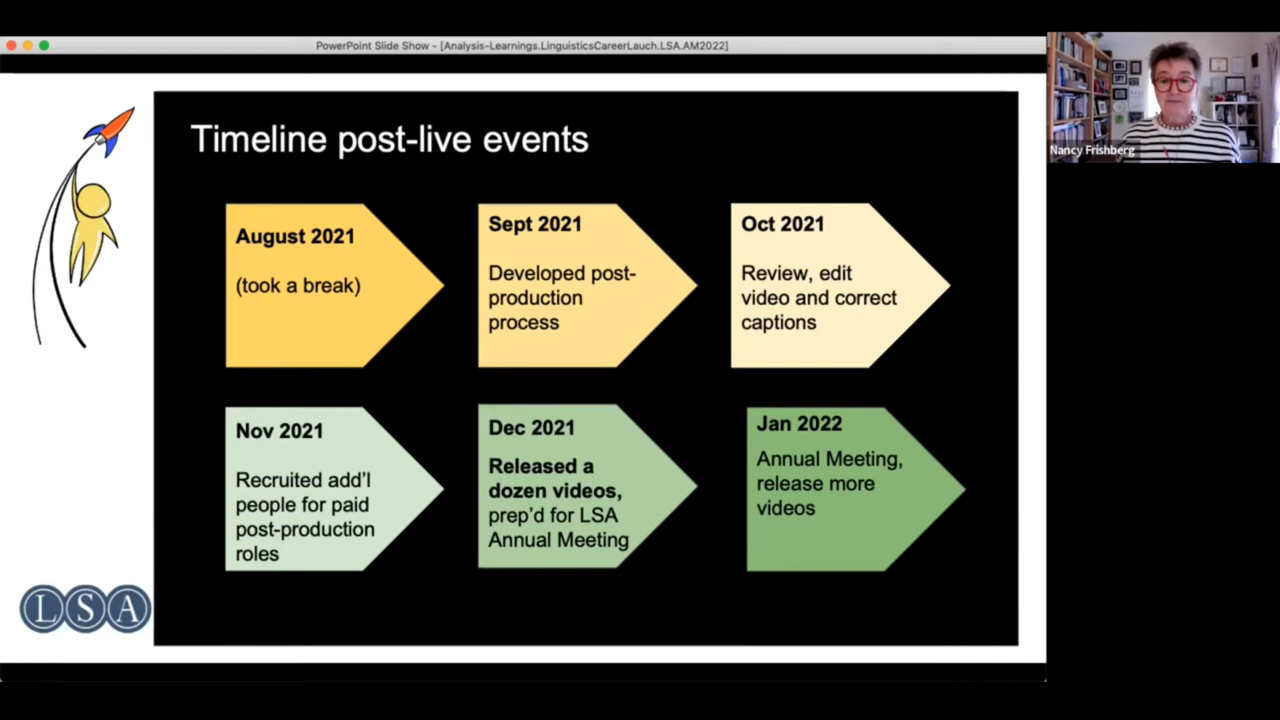 PowerPoint Slide Show - [Analysis-Learnings.LinguisticsCareerLauch.LSA.AM2022]
Nancy Frishberg
Timeline post-live events
August 2021
(took a break)
Sept 2021
Developed post-
production
process
Oct 2021
Review, edit
video and correct
captions
Nov 2021
Recruited add'l
people for paid
post-production
roles
Dec 2021
Released a
dozen videos,
prep'd for LSA
Annual Meeting
Jan 2022
Annual Meeting,
release more
videos
LSA